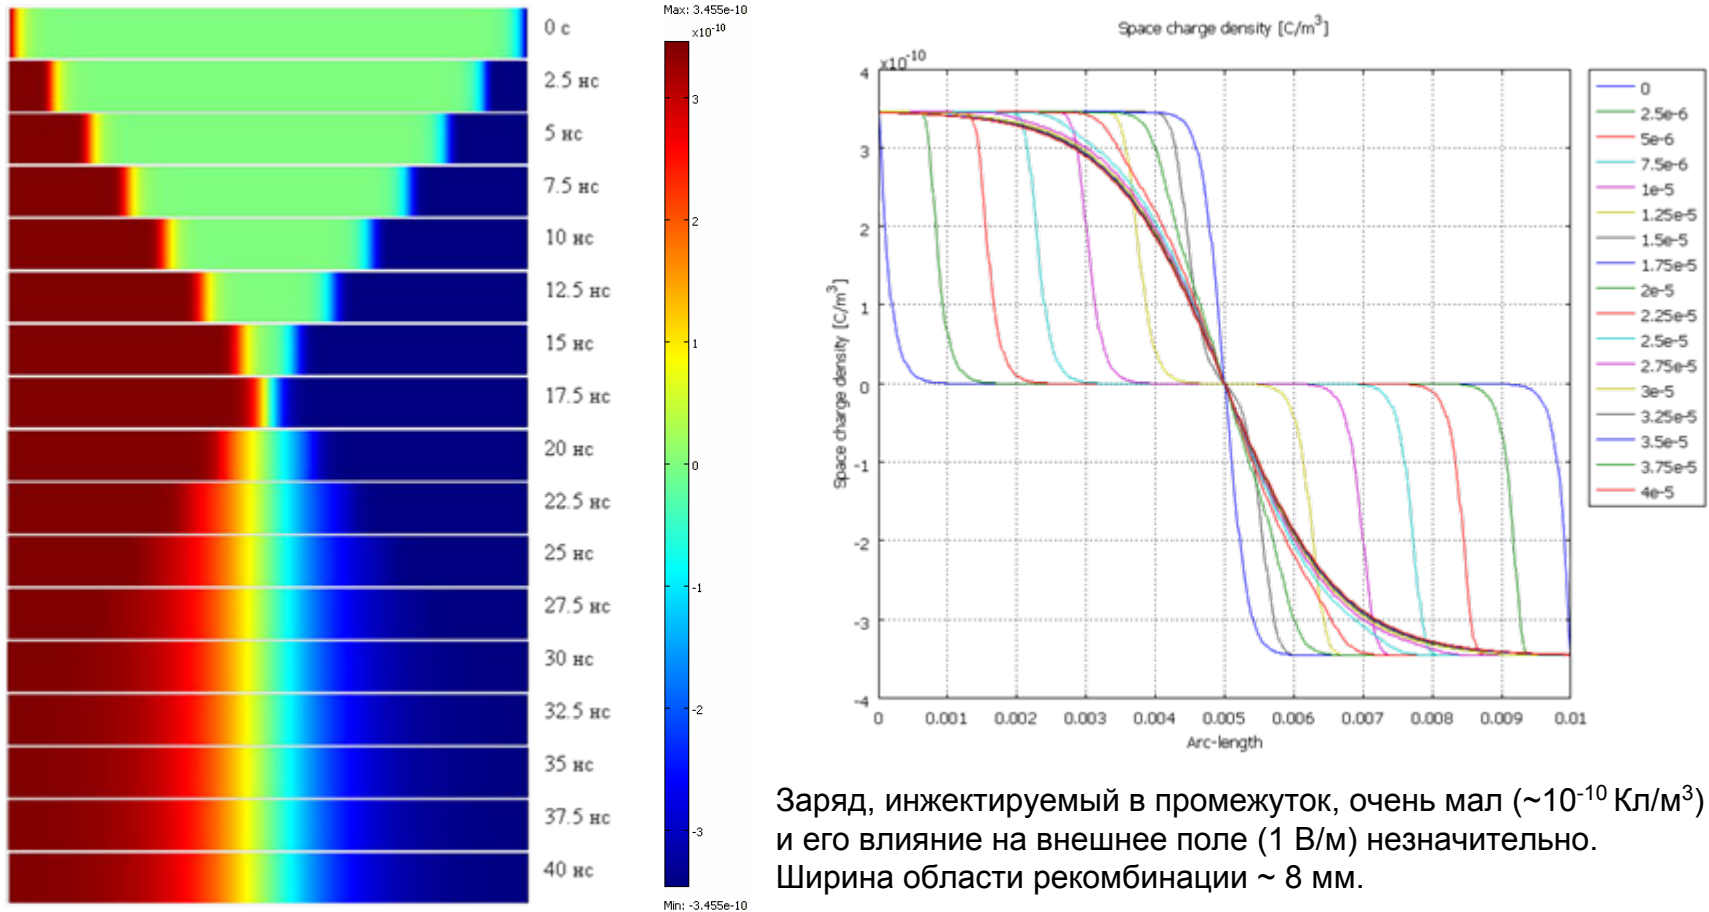 0 с
2.5 нс
5 нс
7.5 нс
10 нс
12.5 нс
15 нс
17.5 нс
20 нс
22.5 нс
25 нс
27.5 нс
30 нс
32.5 нс
35 нс
37.5 нс
40 нс
Max: 3.455e-10
x10⁻¹⁰
3
2
1
0
-1
-2
-3
Min: -3.455e-10
Space charge density [C/m³]
x10⁻¹⁰
4
3
2
1
0
-1
-2
-3
-4
Space charge density [C/m³]
0 0.001 0.002 0.003 0.004 0.005 0.006 0.007 0.008 0.009 0.01
Arc-length
0
2.5e-6
5e-6
7.5e-6
1e-5
1.25e-5
1.5e-5
1.75e-5
2e-5
2.25e-5
2.5e-5
2.75e-5
3e-5
3.25e-5
3.5e-5
3.75e-5
4e-5
Заряд, инжектируемый в промежуток, очень мал (~10⁻¹⁰ Кл/м³)
и его влияние на внешнее поле (1 В/м) незначительно.
Ширина области рекомбинации ~ 8 мм.